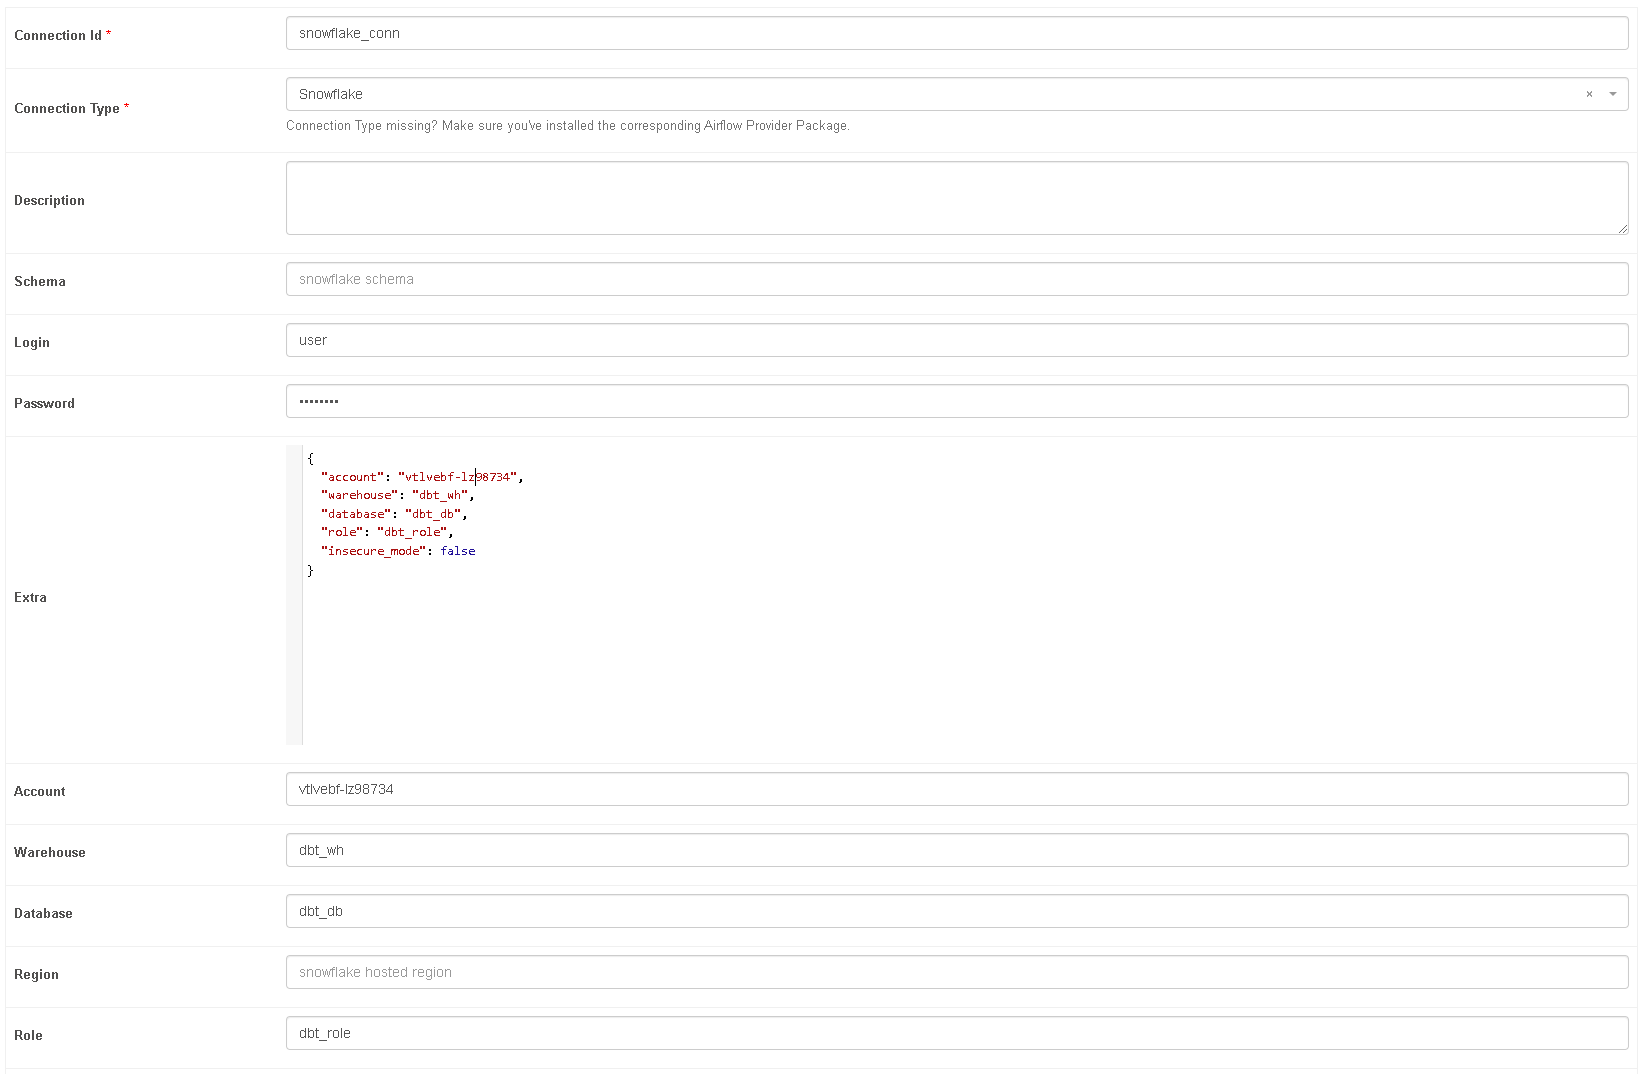 Connection Id *
snowflake_conn
Connection Type *
Snowflake
× 
Connection Type missing? Make sure you've installed the corresponding Airflow Provider Package.
Description
Schema
snowflake schema
Login
user
Password
••••••••
Extra
{
"account": "vtlvebf-lz98734",
"warehouse": "dbt_wh",
"database": "dbt_db",
"role": "dbt_role",
"insecure_mode": false
}
Account
vtlvebf-lz98734
Warehouse
dbt_wh
Database
dbt_db
Region
snowflake hosted region
Role
dbt_role